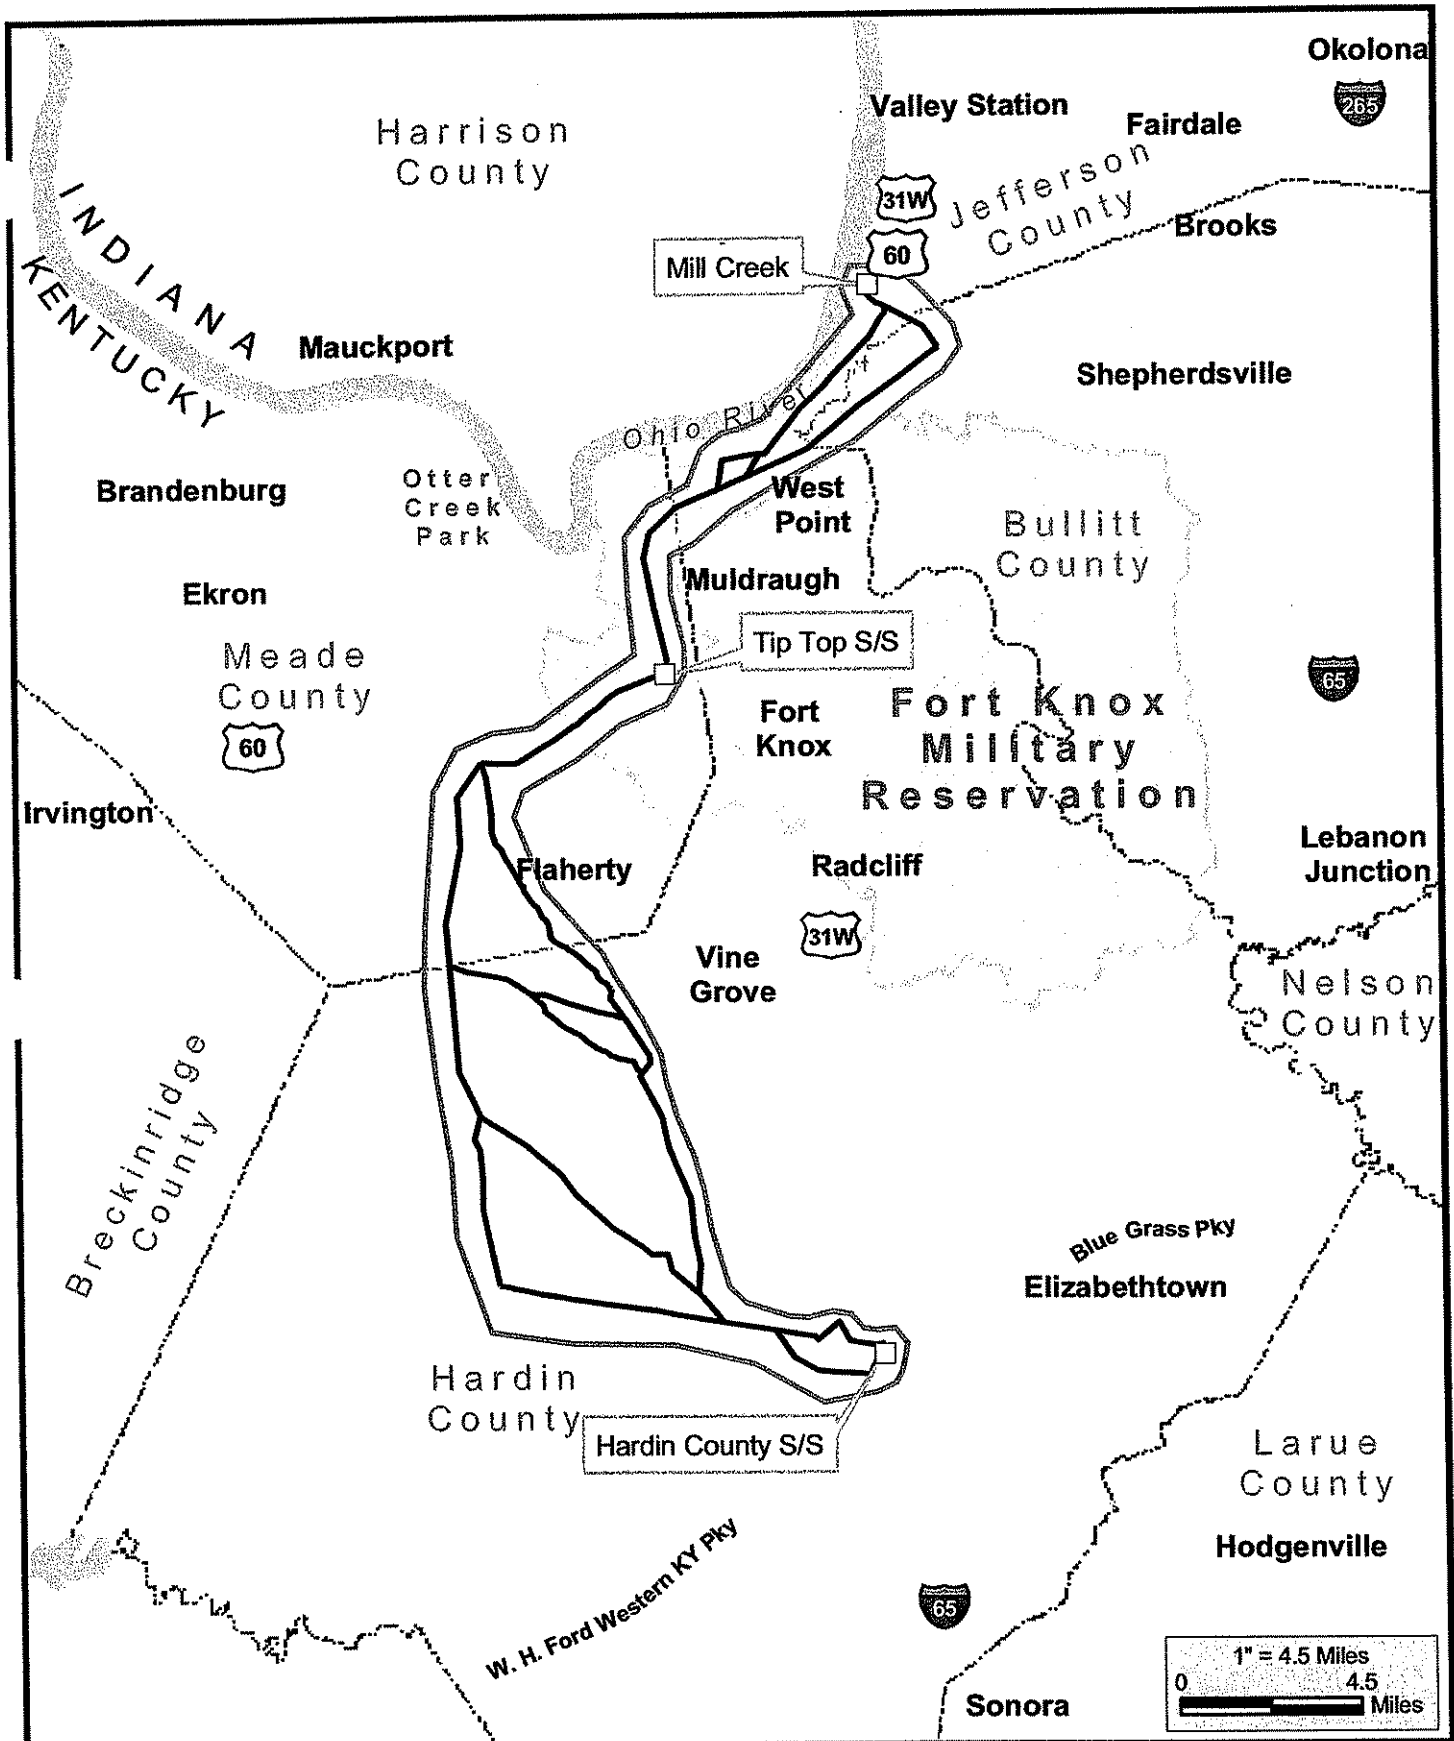 Okolona
265
Valley Station
Fairdale
Harrison
County
31W
Jefferson
County
Brooks
60
Mill Creek
INDIANA
KENTUCKY
Mauckport
Shepherdsville
Ohio River
Otter
Creek
Park
Brandenburg
West
Point
Bullitt
County
Muldraugh
Ekron
Tip Top S/S
Meade
County
60
65
Fort
Knox
Fort Knox
Military
Reservation
Irvington
Flaherty
Radcliff
Lebanon
Junction
31W
Vine
Grove
Nelson
County
Breckinridge
County
Blue Grass Pky
Elizabethtown
Hardin
County
Hardin County S/S
Larue
County
Hodgenville
W. H. Ford Western KY Pky
65
Sonora
1" = 4.5 Miles
0 4.5
Miles